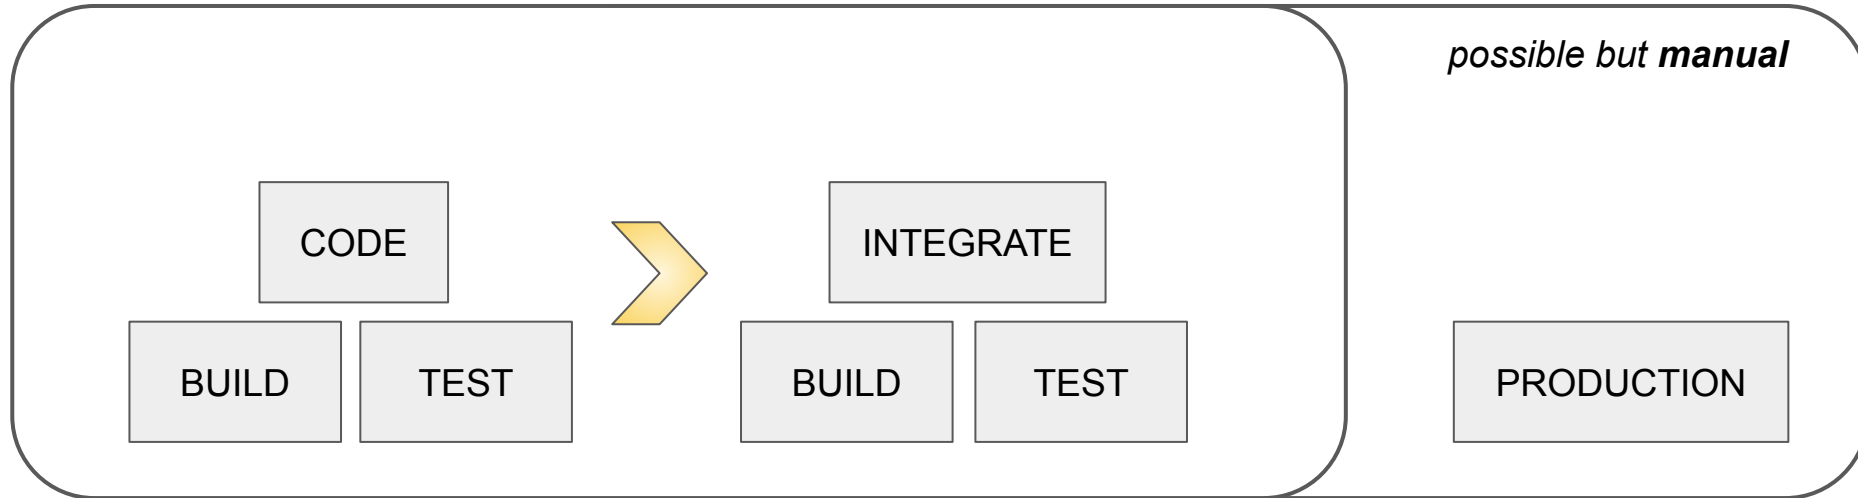 possible but manual
CODE
INTEGRATE
BUILD
TEST
BUILD
TEST
PRODUCTION